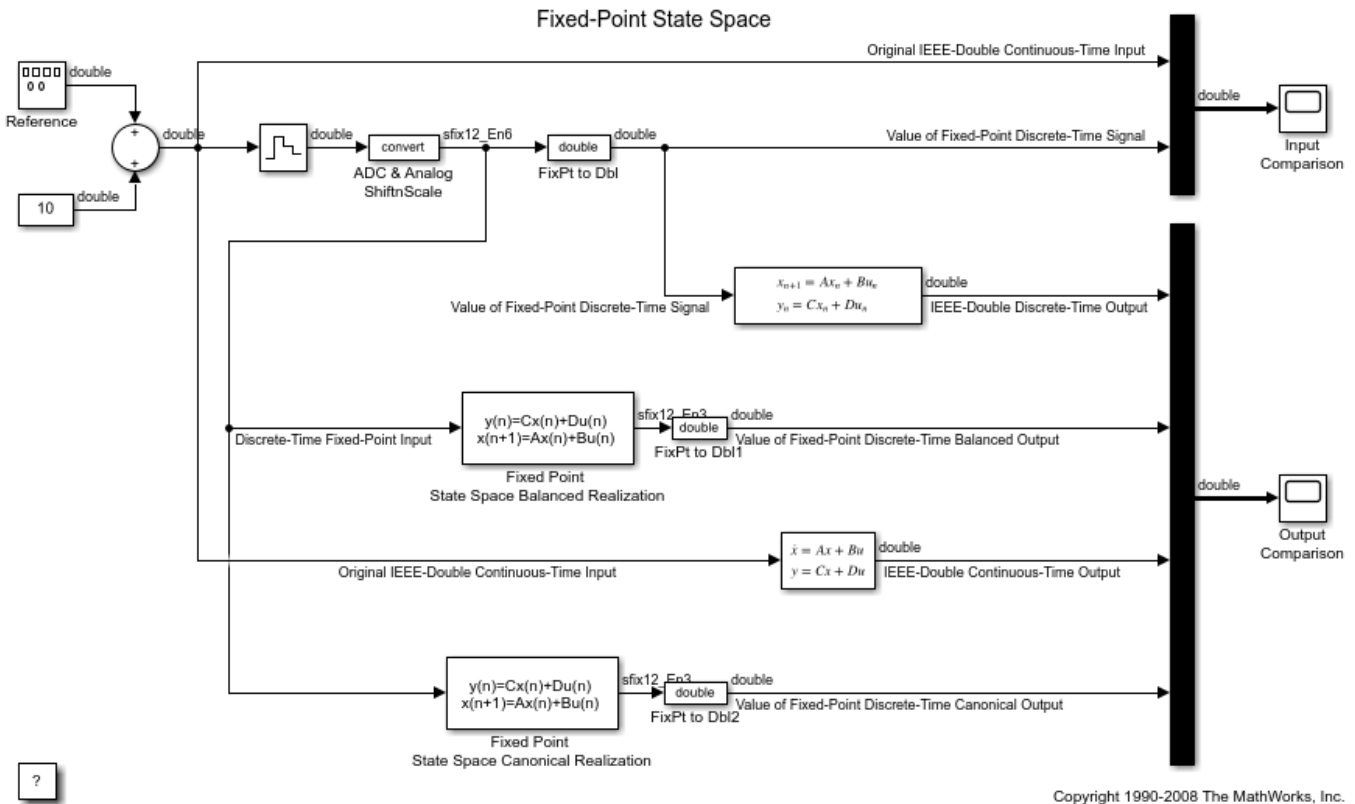 Fixed-Point State Space
Original IEEE-Double Continuous-Time Input
double
Reference
double
double
10
+
+
double
double
convert
ADC & Analog
ShiftnScale
sfix12_En6
double
FixPt to Dbl
double
Value of Fixed-Point Discrete-Time Signal
double
Input
Comparison
Value of Fixed-Point Discrete-Time Signal
xₙ₊₁ = Axₙ + Buₙ
yₙ = Cxₙ + Duₙ
double
IEEE-Double Discrete-Time Output
Discrete-Time Fixed-Point Input
y(n)=Cx(n)+Du(n)
x(n+1)=Ax(n)+Bu(n)
Fixed Point
State Space Balanced Realization
sfix12_En3
double
FixPt to Dbl1
double
Value of Fixed-Point Discrete-Time Balanced Output
double
Output
Comparison
Original IEEE-Double Continuous-Time Input
ẋ = Ax + Bu
y = Cx + Du
double
IEEE-Double Continuous-Time Output
y(n)=Cx(n)+Du(n)
x(n+1)=Ax(n)+Bu(n)
Fixed Point
State Space Canonical Realization
sfix12_En3
double
FixPt to Dbl2
double
Value of Fixed-Point Discrete-Time Canonical Output
?
Copyright 1990-2008 The MathWorks, Inc.